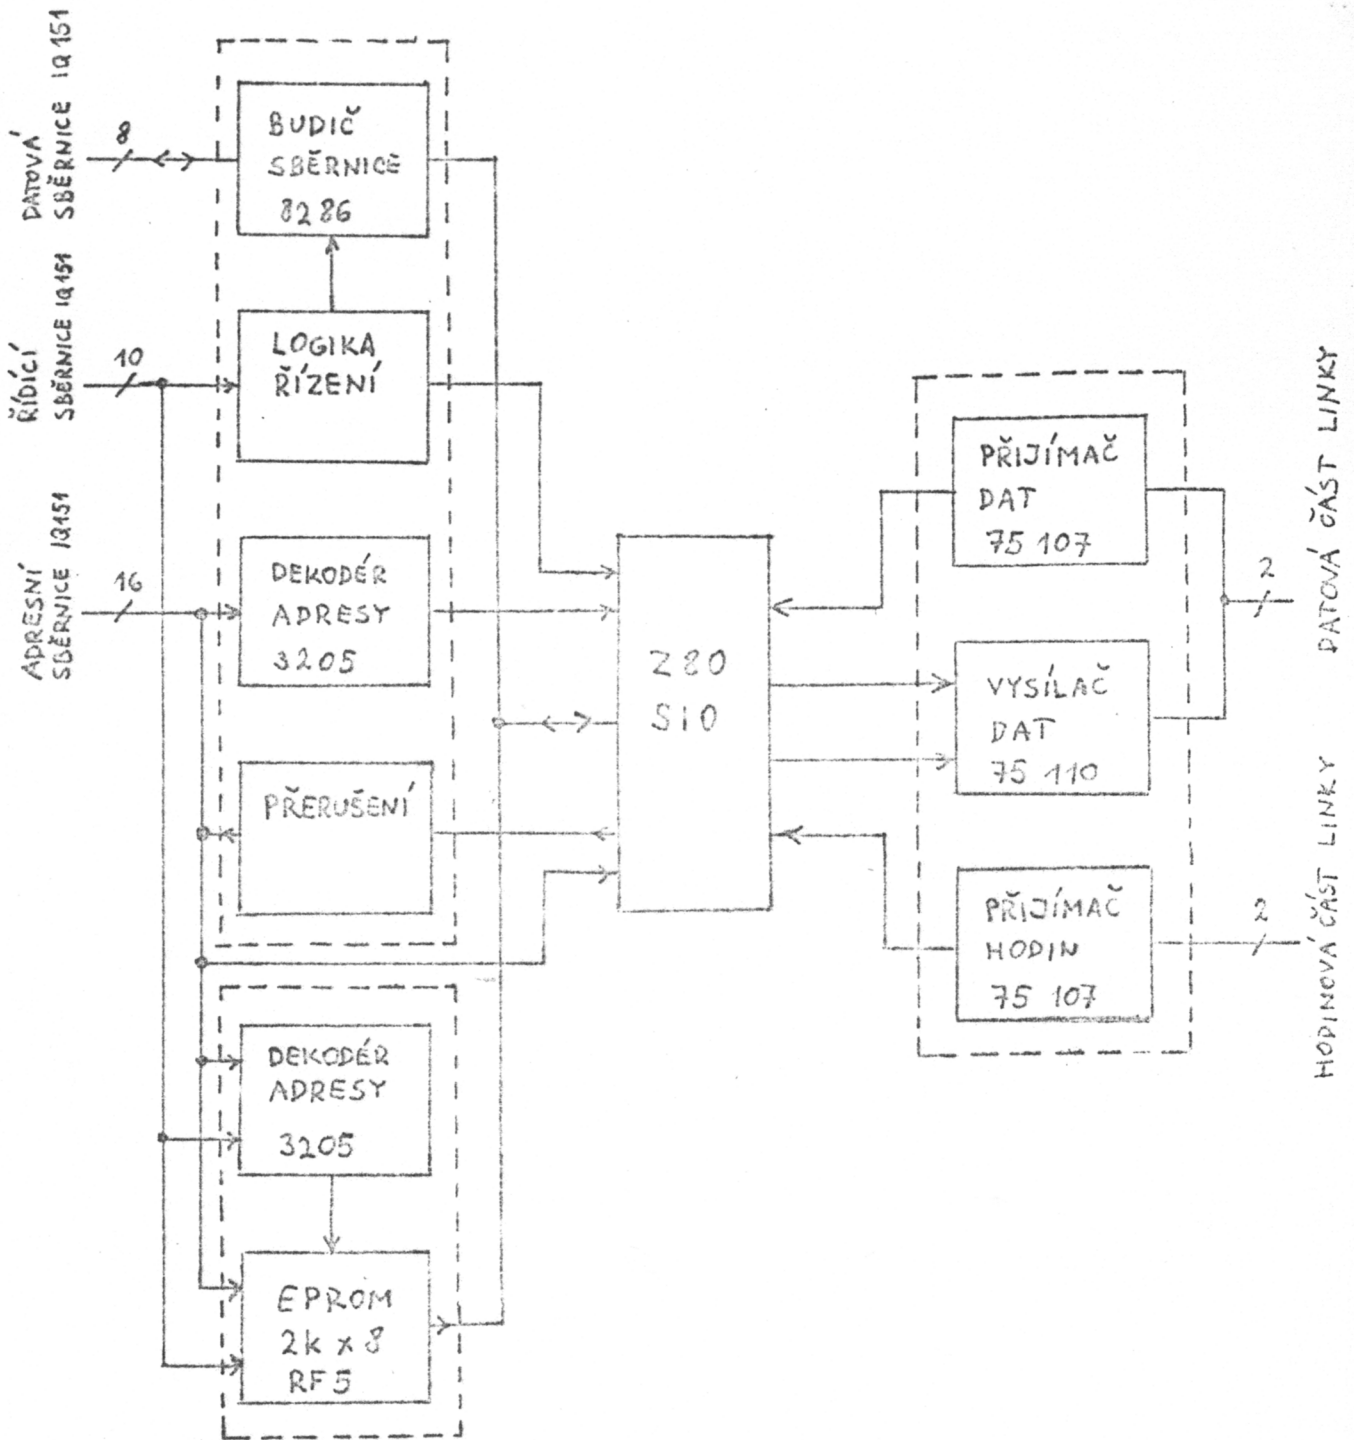 DATOVÁ
SBĚRNICE IQ 151
8
BUDIČ
SBĚRNICE
8286
ŘÍDÍCÍ
SBĚRNICE IQ151
10
LOGIKA
ŘÍZENÍ
ADRESNÍ
SBĚRNICE IQ151
16
DEKODÉR
ADRESY
3205
PŘERUŠENÍ
DEKODÉR
ADRESY
3205
EPROM
2k x 8
RF5
Z80
SIO
PŘIJÍMAČ
DAT
75 107
VYSÍLAČ
DAT
75 110
PŘIJÍMAČ
HODIN
75 107
2
DATOVÁ ČÁST LINKY
2
HODINOVÁ ČÁST LINKY